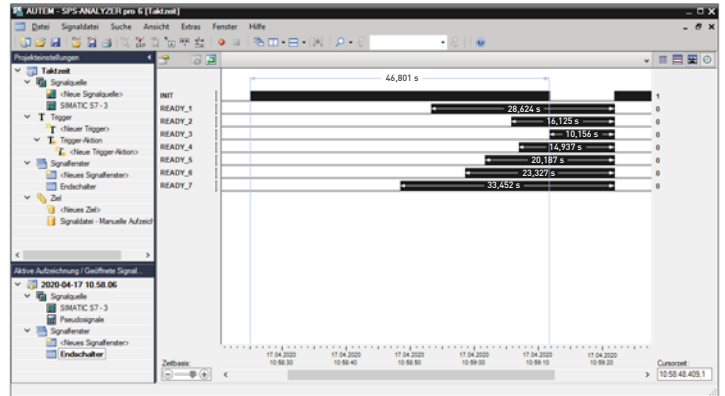 AUTEM - SPS-ANALYZER pro 6 [Taktzeit]
Datei Signaldatei Suche Ansicht Extras Fenster Hilfe
Projekteinstellungen
Taktzeit
Signalquelle
<Neue Signalquelle>
SIMATIC S7 - 3
Trigger
<Neuer Trigger>
Trigger-Aktion
<Neue Trigger-Aktion>
Signalfenster
<Neues Signalfenster>
Endschalter
Ziel
<Neues Ziel>
Signaldatei - Manuelle Aufzeich
Aktive Aufzeichnung / Geöffnete Signal...
2020-04-17 10.58.06
Signalquelle
SIMATIC S7 - 3
Pseudosignale
Signalfenster
<Neues Signalfenster>
Endschalter
46,801 s
INIT 1
READY_1 28,624 s 0
READY_2 16,125 s 0
READY_3 10,156 s 0
READY_4 14,937 s 0
READY_5 20,187 s 0
READY_6 23,327 s 0
READY_7 33,452 s 0
17.04.2020 17.04.2020 17.04.2020 17.04.2020 17.04.2020 17.04.2020
10:58:30 10:58:40 10:58:50 10:59:00 10:59:10 10:59:20
Zeitbasis:
Cursorzeit:
10:58:48.409,1